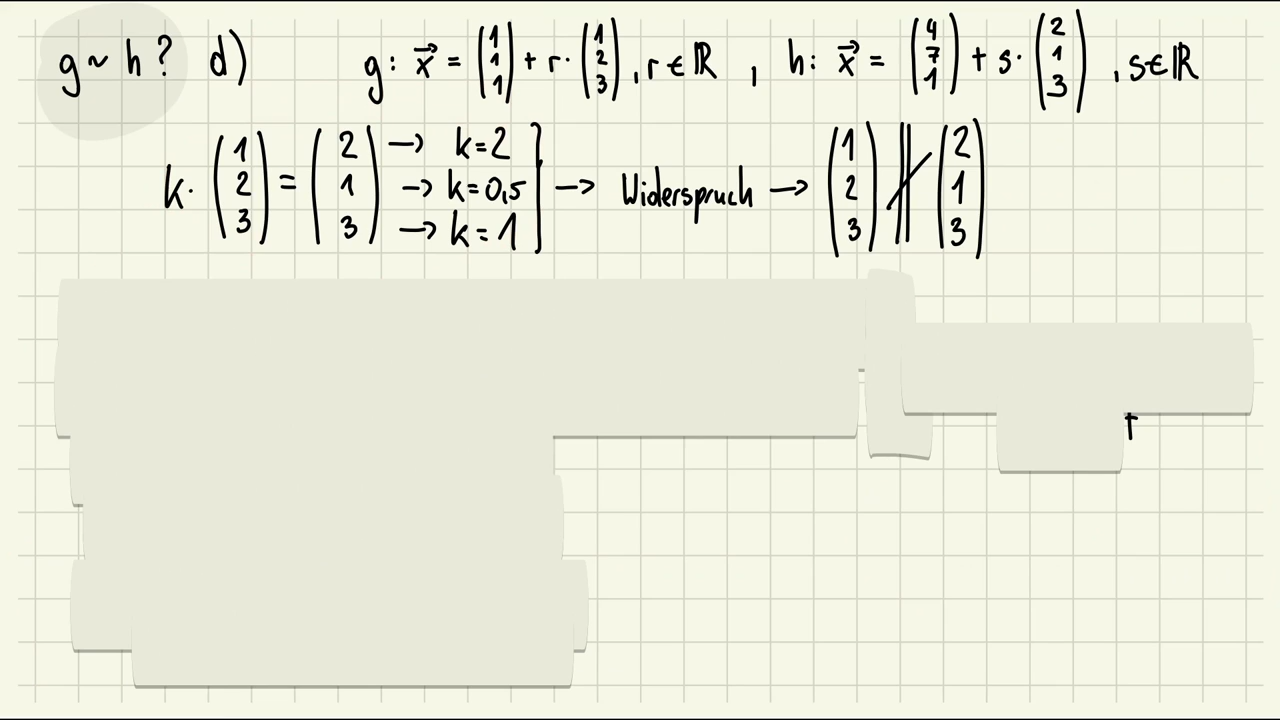 g ~ h ? d) g: x⃗ = (1 1 1) + r · (1 2 3) , r ∈ ℝ , h: x⃗ = (4 7 1) + s · (2 1 3) , s ∈ ℝ
k · (1 2 3) = (2 1 3) → k = 2 → k = 0,5 → k = 1 ] → Widerspruch → (1 2 3) ∦ (2 1 3)